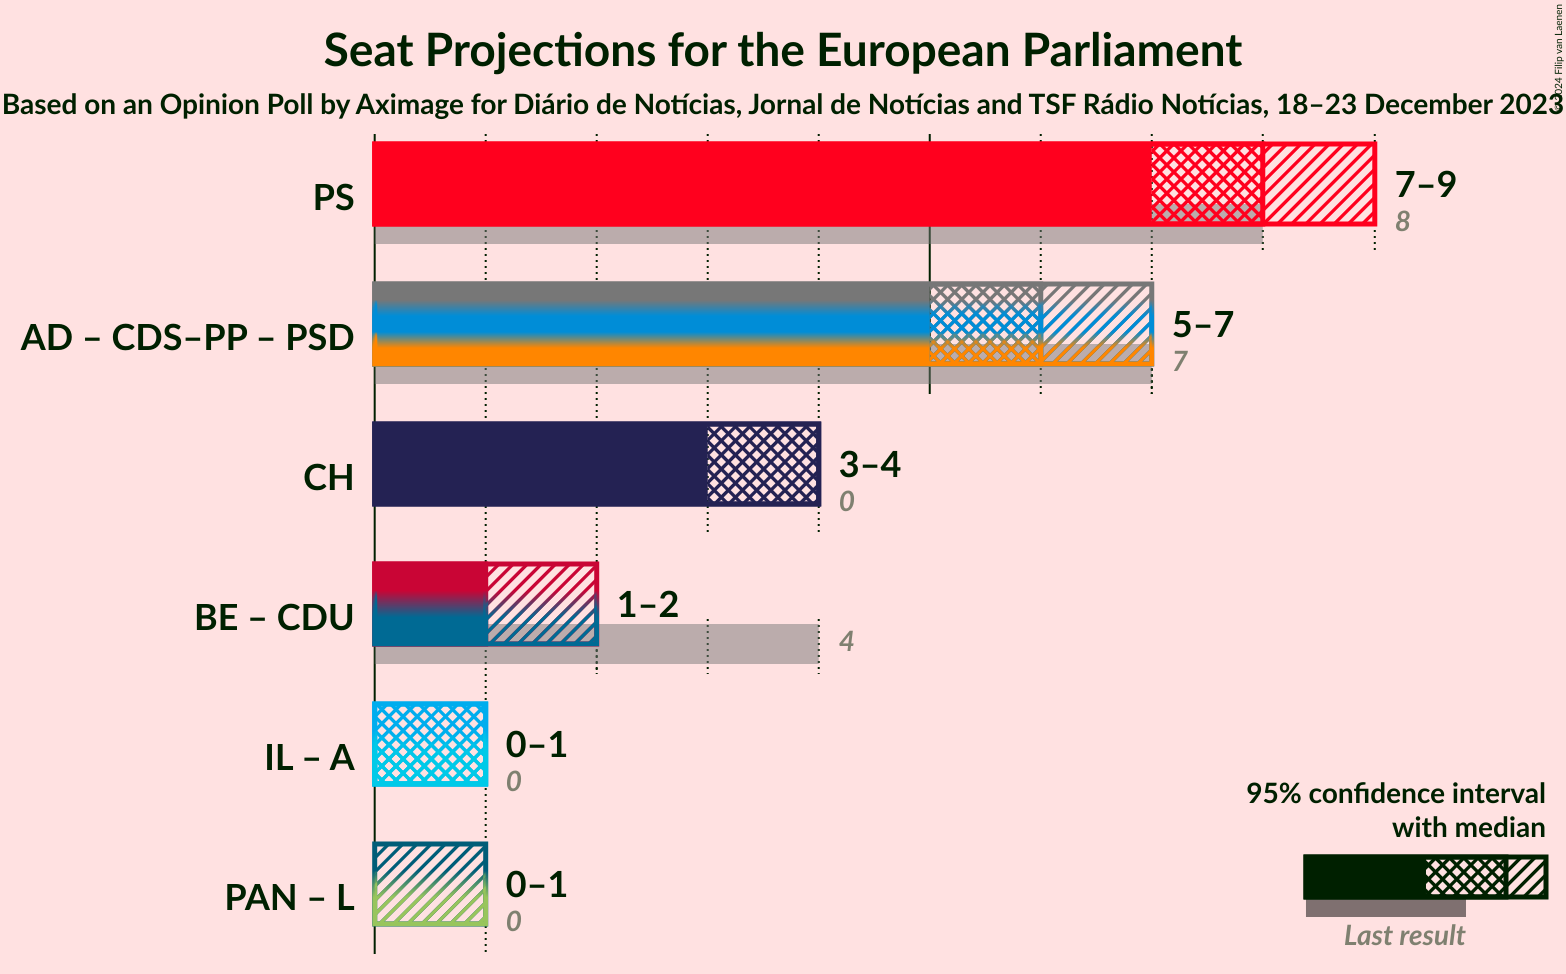 Seat Projections for the European Parliament
Based on an Opinion Poll by Aximage for Diário de Notícias, Jornal de Notícias and TSF Rádio Notícias, 18–23 December 2023
© 2024 Filip van Laenen
PS
7–9
8
AD – CDS–PP – PSD
5–7
7
CH
3–4
0
BE – CDU
1–2
4
IL – A
0–1
0
PAN – L
0–1
0
95% confidence interval
with median
Last result